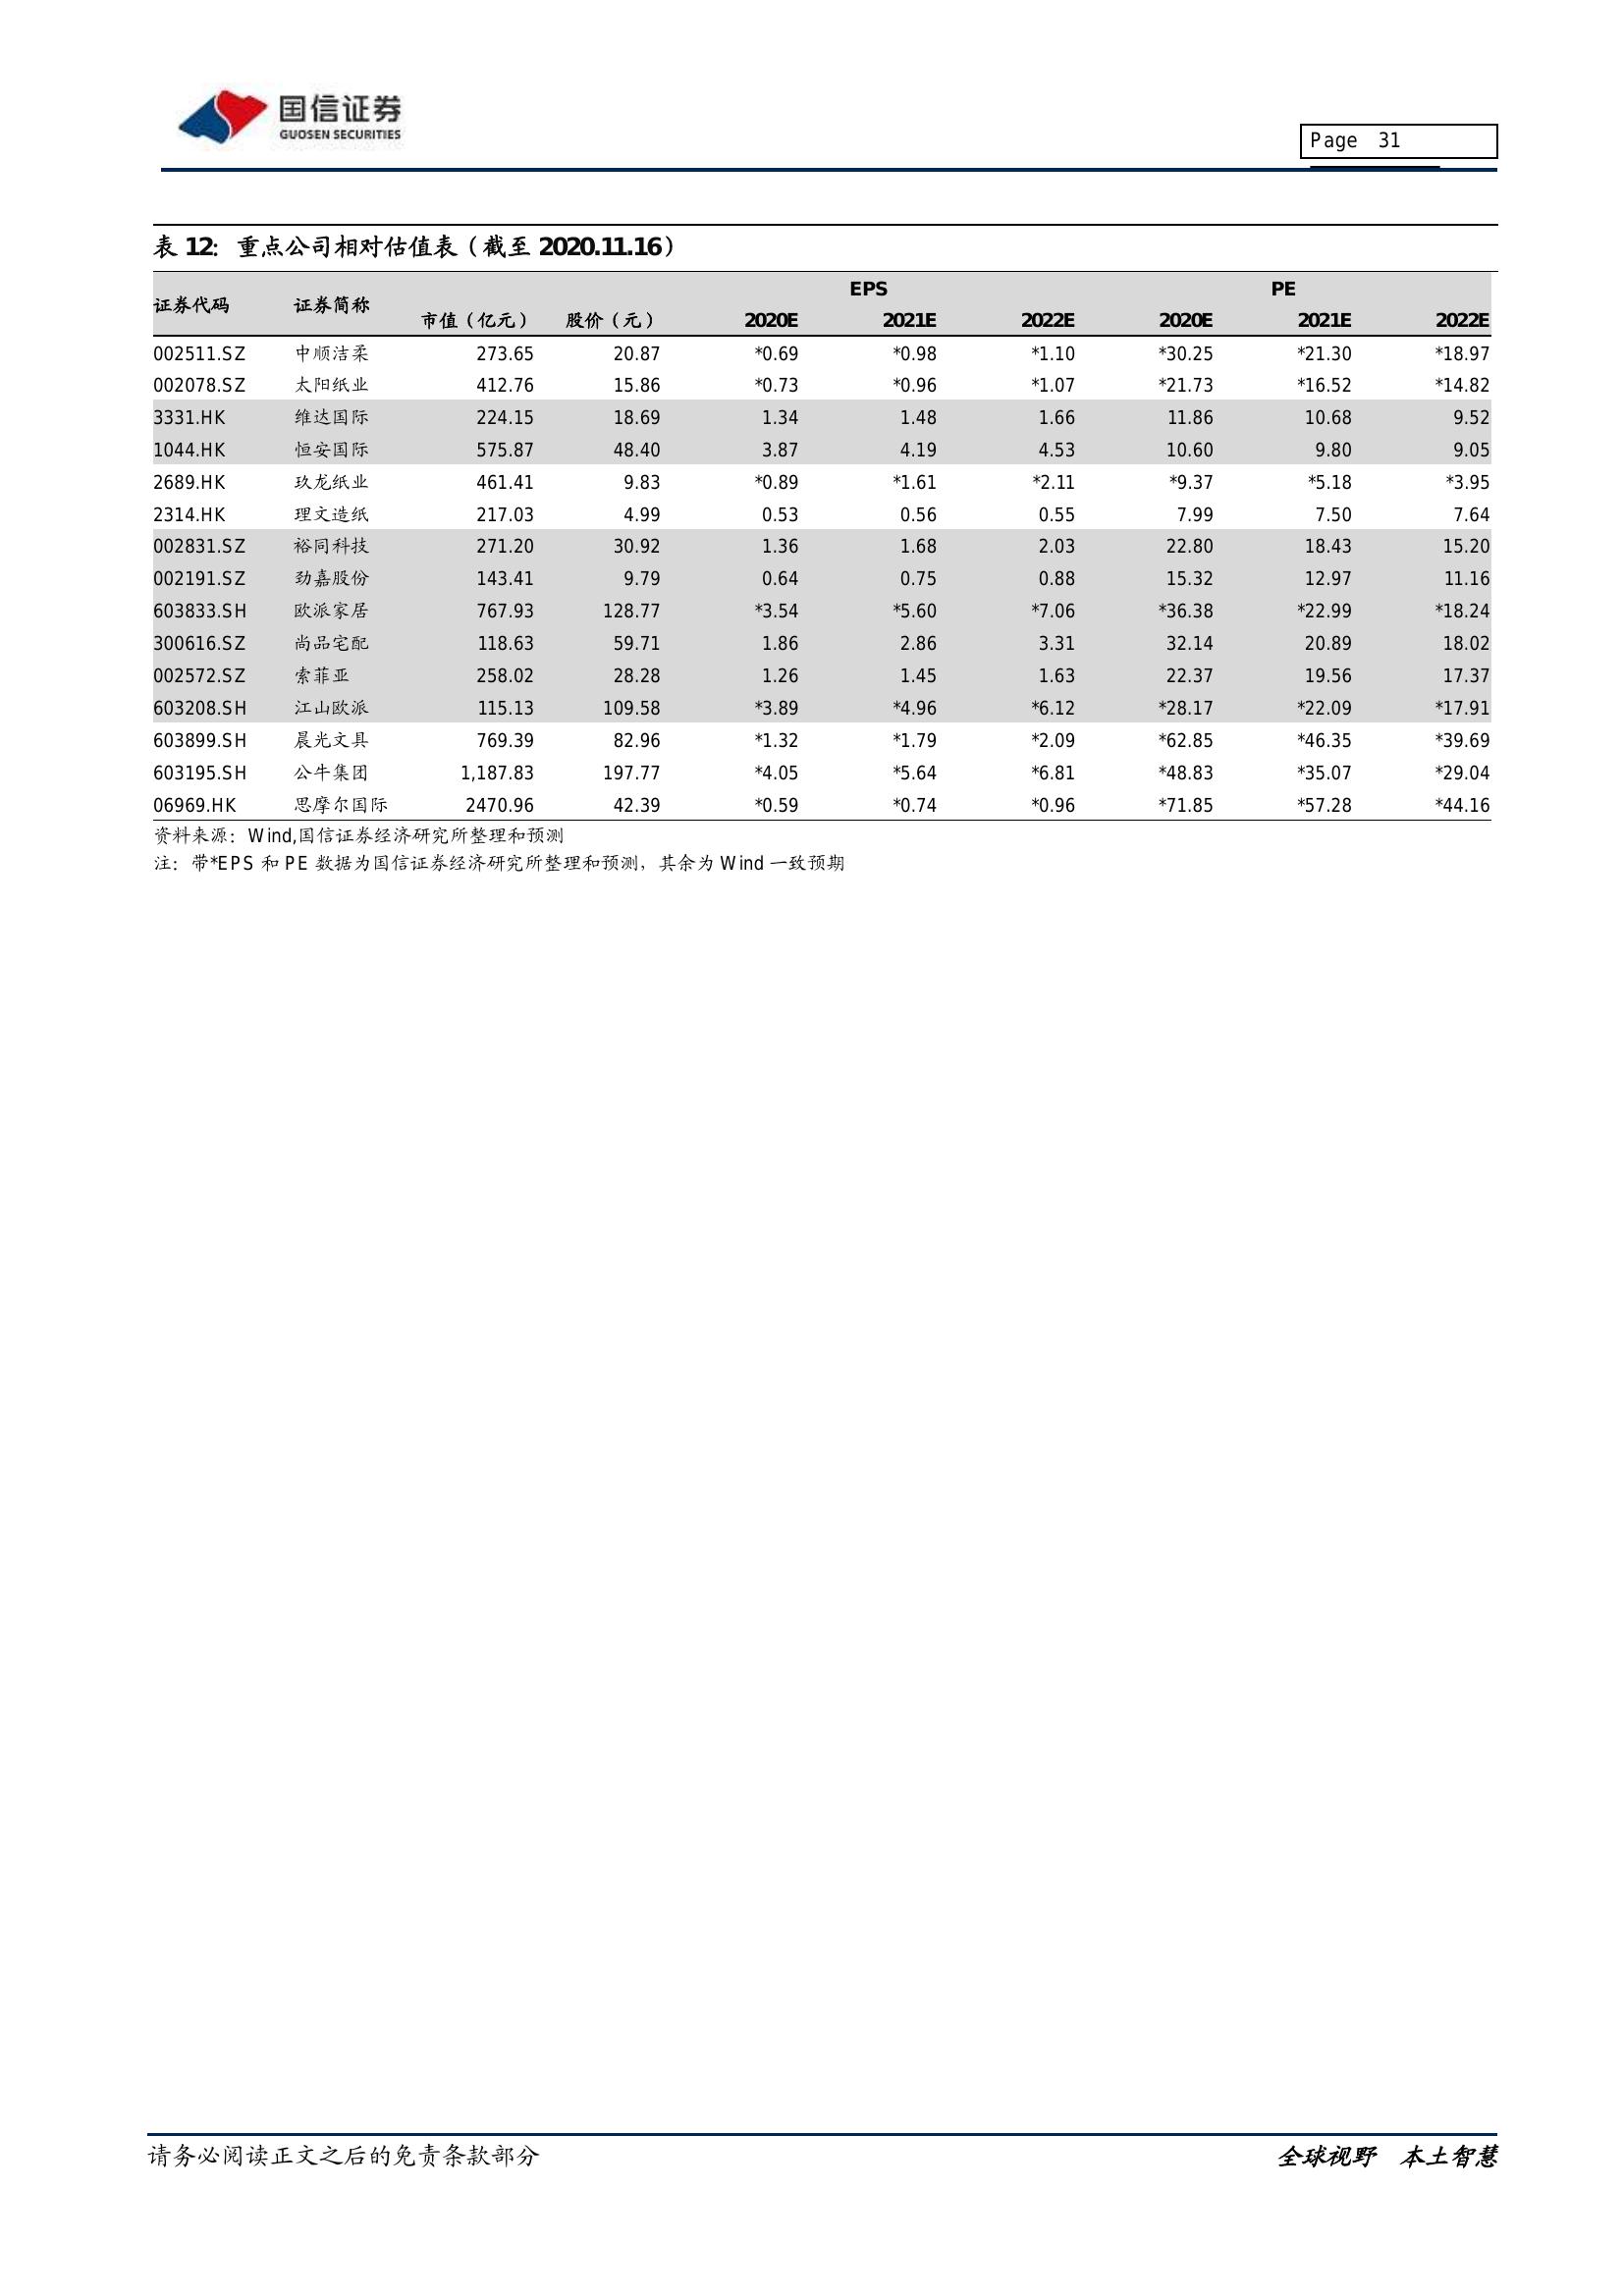 国信证券
GUOSEN SECURITIES
Page 31
表 12：重点公司相对估值表（截至 2020.11.16）
证券代码 证券简称 市值（亿元） 股价（元） EPS PE
2020E 2021E 2022E 2020E 2021E 2022E
002511.SZ 中顺洁柔 273.65 20.87 *0.69 *0.98 *1.10 *30.25 *21.30 *18.97
002078.SZ 太阳纸业 412.76 15.86 *0.73 *0.96 *1.07 *21.73 *16.52 *14.82
3331.HK 维达国际 224.15 18.69 1.34 1.48 1.66 11.86 10.68 9.52
1044.HK 恒安国际 575.87 48.40 3.87 4.19 4.53 10.60 9.80 9.05
2689.HK 玖龙纸业 461.41 9.83 *0.89 *1.61 *2.11 *9.37 *5.18 *3.95
2314.HK 理文造纸 217.03 4.99 0.53 0.56 0.55 7.99 7.50 7.64
002831.SZ 裕同科技 271.20 30.92 1.36 1.68 2.03 22.80 18.43 15.20
002191.SZ 劲嘉股份 143.41 9.79 0.64 0.75 0.88 15.32 12.97 11.16
603833.SH 欧派家居 767.93 128.77 *3.54 *5.60 *7.06 *36.38 *22.99 *18.24
300616.SZ 尚品宅配 118.63 59.71 1.86 2.86 3.31 32.14 20.89 18.02
002572.SZ 索菲亚 258.02 28.28 1.26 1.45 1.63 22.37 19.56 17.37
603208.SH 江山欧派 115.13 109.58 *3.89 *4.96 *6.12 *28.17 *22.09 *17.91
603899.SH 晨光文具 769.39 82.96 *1.32 *1.79 *2.09 *62.85 *46.35 *39.69
603195.SH 公牛集团 1,187.83 197.77 *4.05 *5.64 *6.81 *48.83 *35.07 *29.04
06969.HK 思摩尔国际 2470.96 42.39 *0.59 *0.74 *0.96 *71.85 *57.28 *44.16
资料来源：Wind,国信证券经济研究所整理和预测
注：带*EPS 和 PE 数据为国信证券经济研究所整理和预测，其余为 Wind 一致预期
请务必阅读正文之后的免责条款部分
全球视野 本土智慧